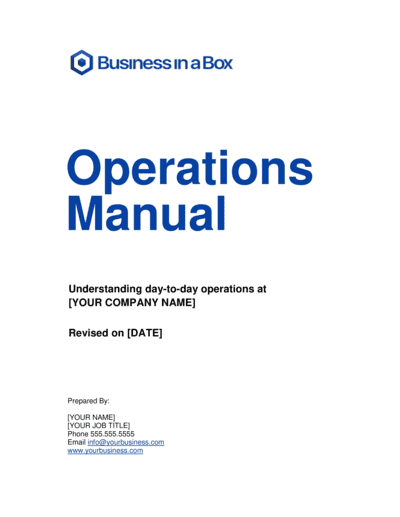 Business in a Box
Operations
Manual
Understanding day-to-day operations at
[YOUR COMPANY NAME]
Revised on [DATE]
Prepared By:
[YOUR NAME]
[YOUR JOB TITLE]
Phone 555.555.5555
Email info@yourbusiness.com
www.yourbusiness.com